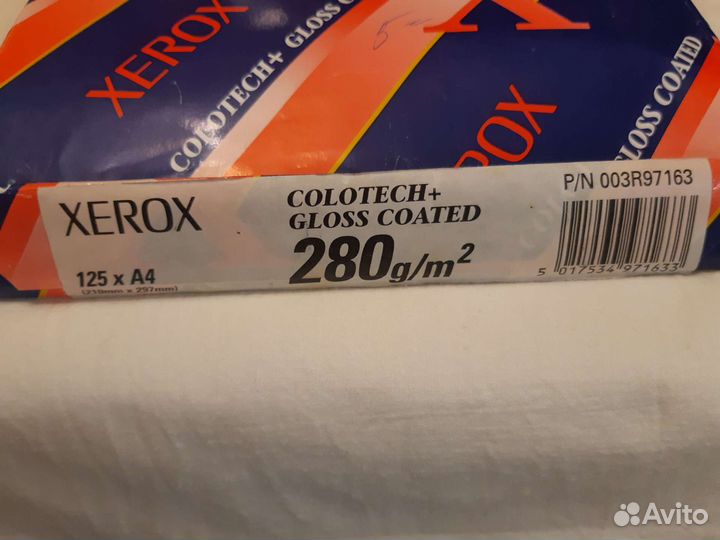 XEROX
COLOTECH+ GLOSS COATED
XEROX
GLOSS COATED
XEROX
COLOTECH+
GLOSS COATED
280g/m²
125 x A4
(210mm x 297mm)
P/N 003R97163
5 017534 971633
Avito